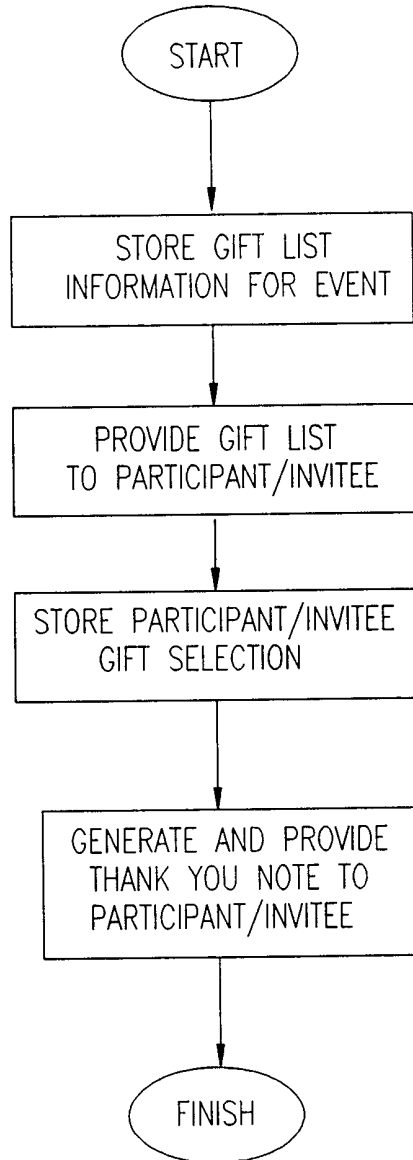 START
STORE GIFT LIST
INFORMATION FOR EVENT
PROVIDE GIFT LIST
TO PARTICIPANT/INVITEE
STORE PARTICIPANT/INVITEE
GIFT SELECTION
GENERATE AND PROVIDE
THANK YOU NOTE TO
PARTICIPANT/INVITEE
FINISH